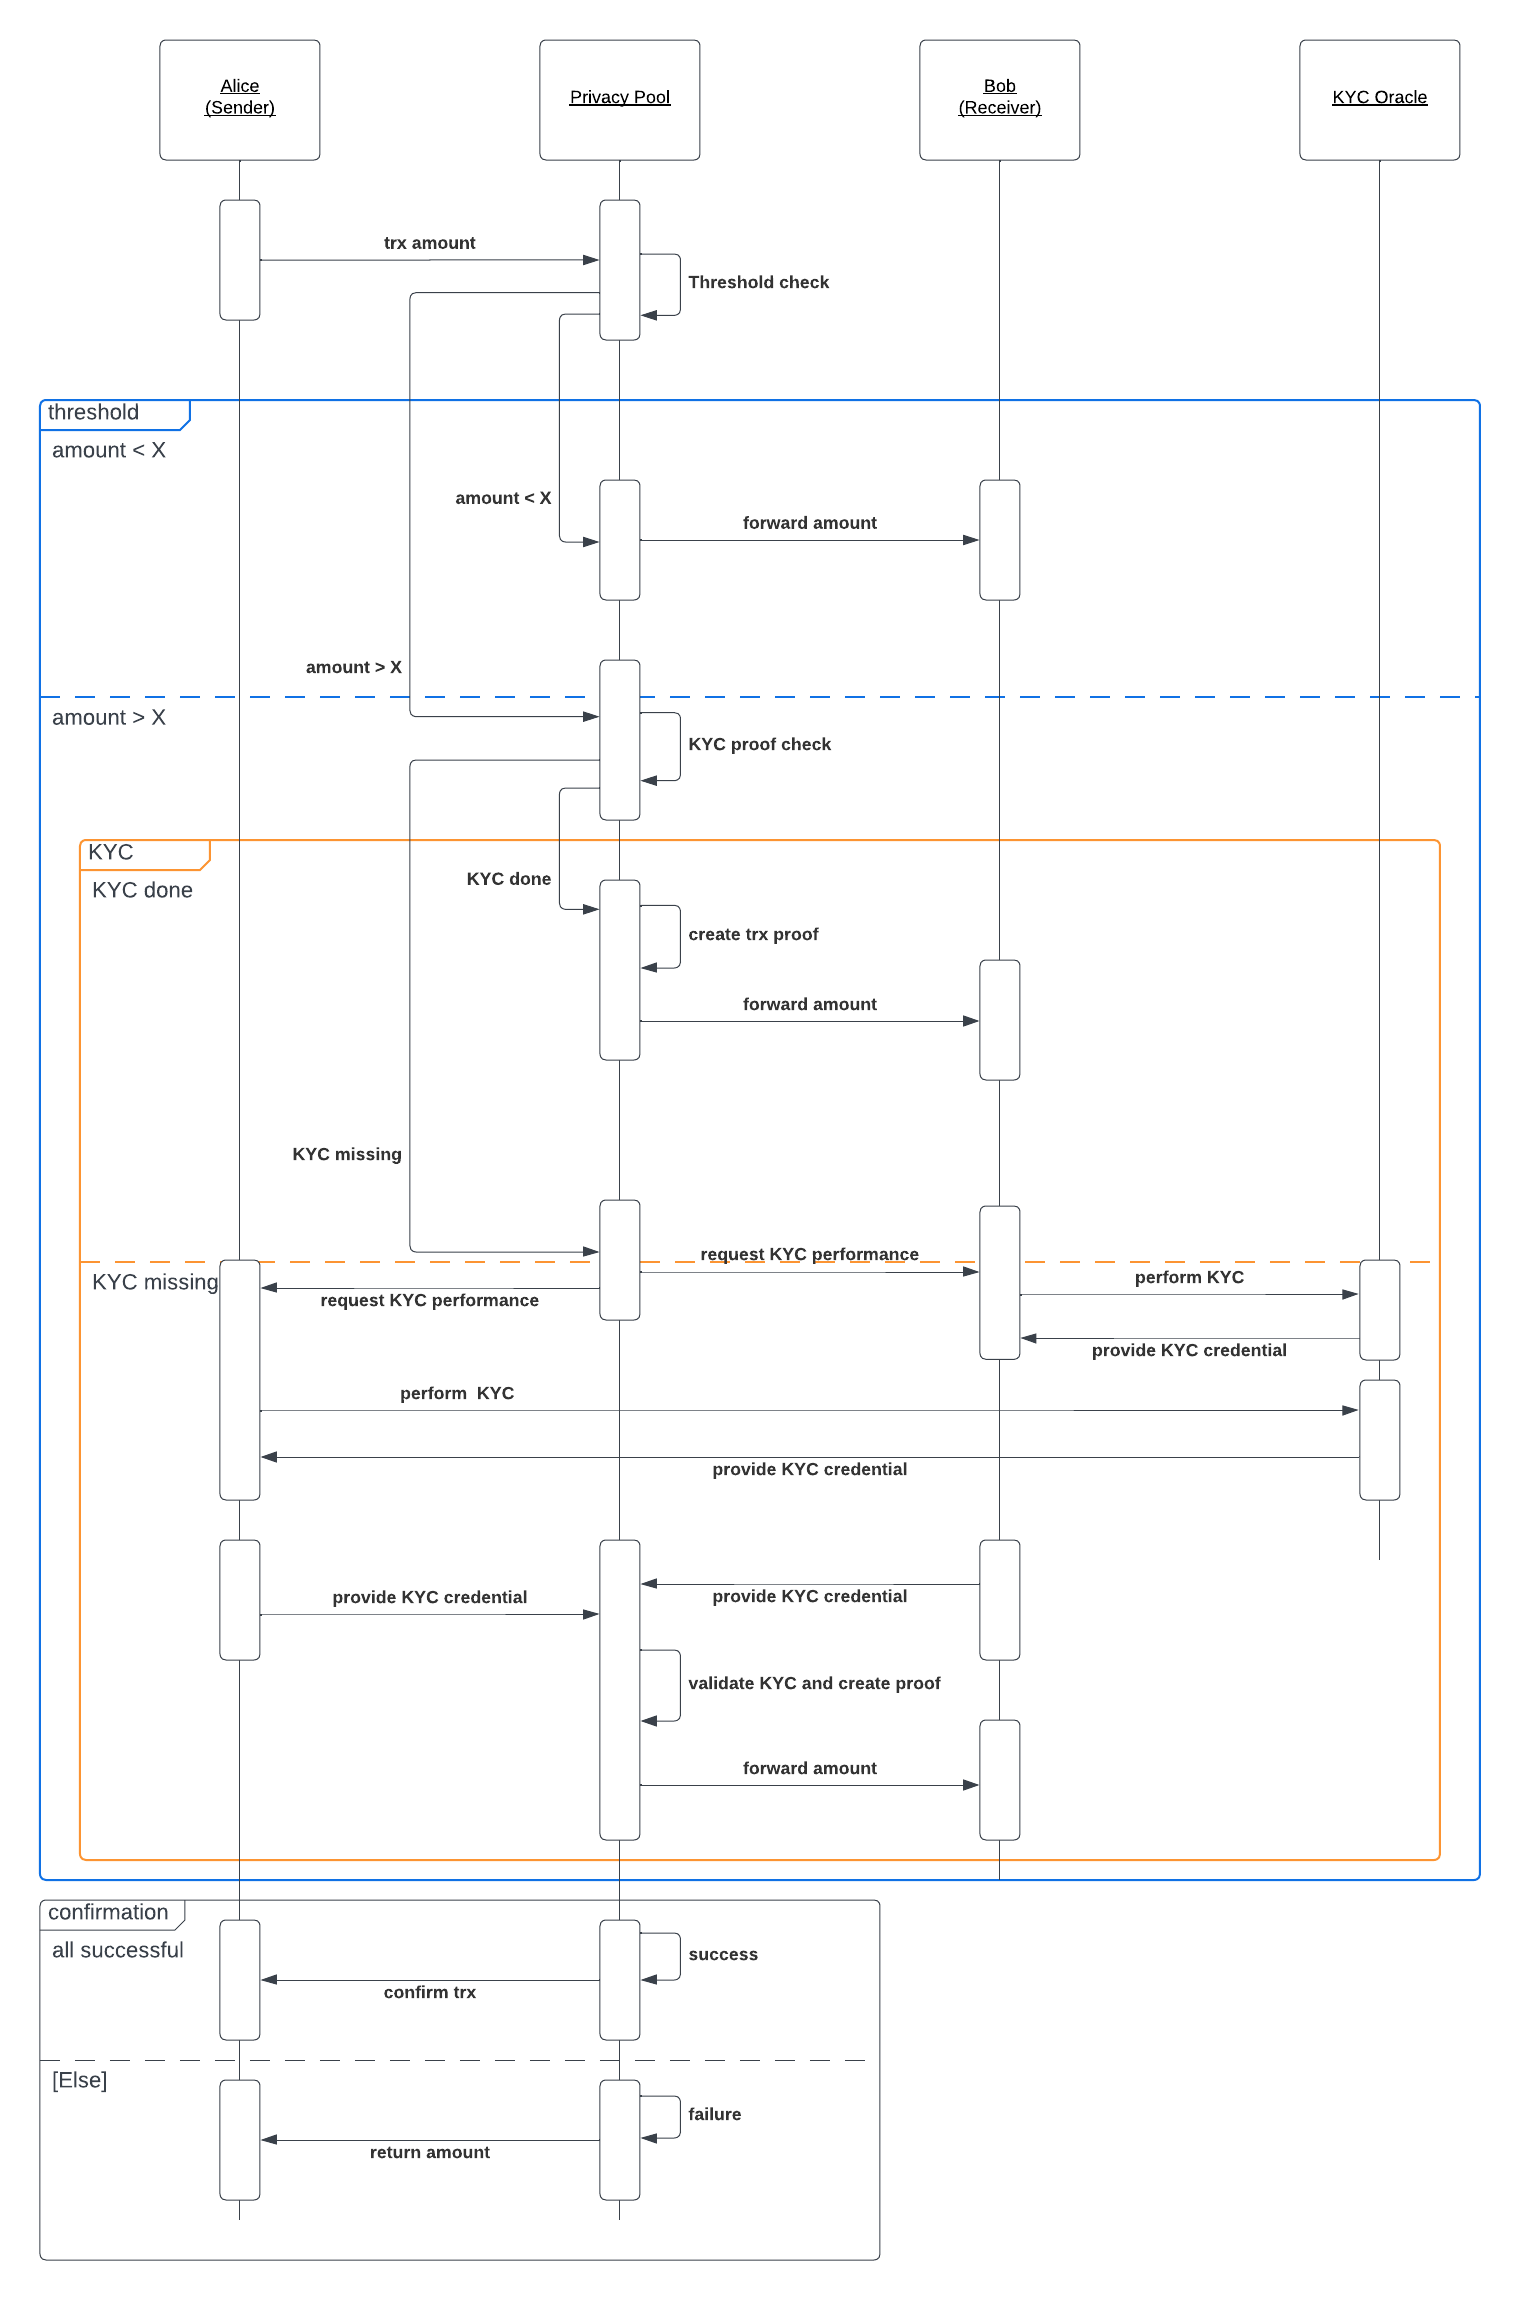 Alice
(Sender)
Privacy Pool
Bob
(Receiver)
KYC Oracle
trx amount
Threshold check
threshold
amount < X
amount < X
forward amount
amount > X
amount > X
KYC proof check
KYC
KYC done
KYC done
create trx proof
forward amount
KYC missing
request KYC performance
KYC missing
request KYC performance
perform KYC
provide KYC credential
perform  KYC
provide KYC credential
provide KYC credential
provide KYC credential
validate KYC and create proof
forward amount
confirmation
all successful
success
confirm trx
[Else]
failure
return amount